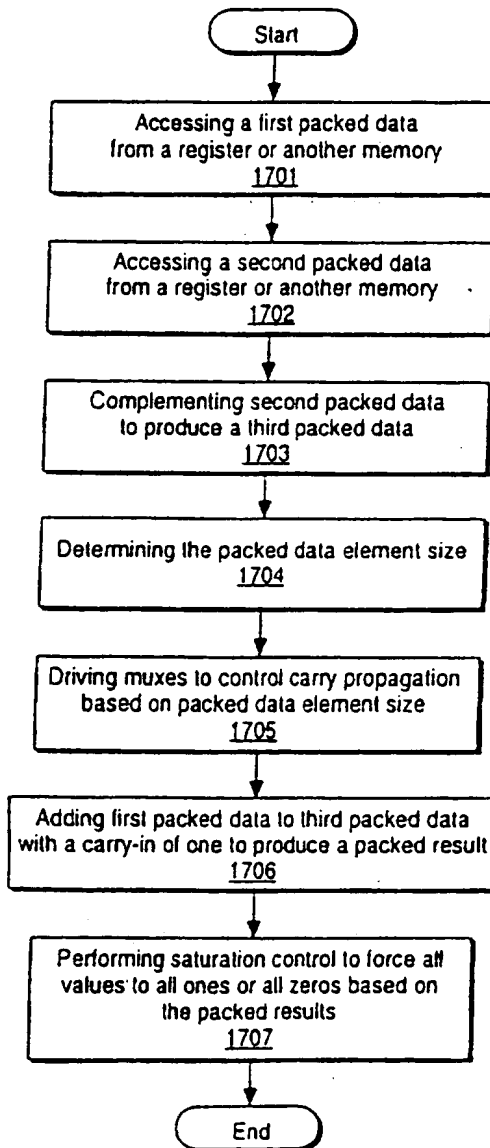 Start
Accessing a first packed data
from a register or another memory
1701
Accessing a second packed data
from a register or another memory
1702
Complementing second packed data
to produce a third packed data
1703
Determining the packed data element size
1704
Driving muxes to control carry propagation
based on packed data element size
1705
Adding first packed data to third packed data
with a carry-in of one to produce a packed result
1706
Performing saturation control to force all
values to all ones or all zeros based on
the packed results
1707
End